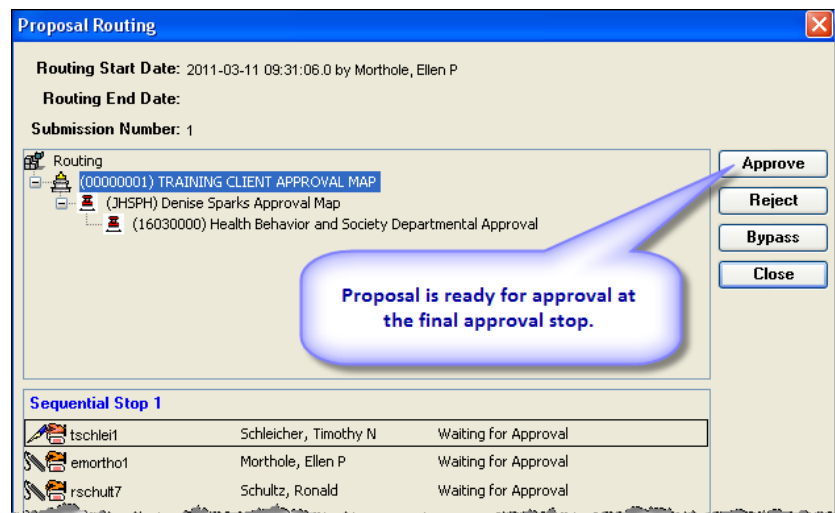 Proposal Routing
Routing Start Date: 2011-03-11 09:31:06.0 by Morthole, Ellen P
Routing End Date:
Submission Number: 1
Routing
(00000001) TRAINING CLIENT APPROVAL MAP
(JHSPH) Denise Sparks Approval Map
(16030000) Health Behavior and Society Departmental Approval
Approve
Reject
Bypass
Close
Proposal is ready for approval at
the final approval stop.
Sequential Stop 1
tschlei1 Schleicher, Timothy N Waiting for Approval
emortho1 Morthole, Ellen P Waiting for Approval
rschult7 Schultz, Ronald Waiting for Approval